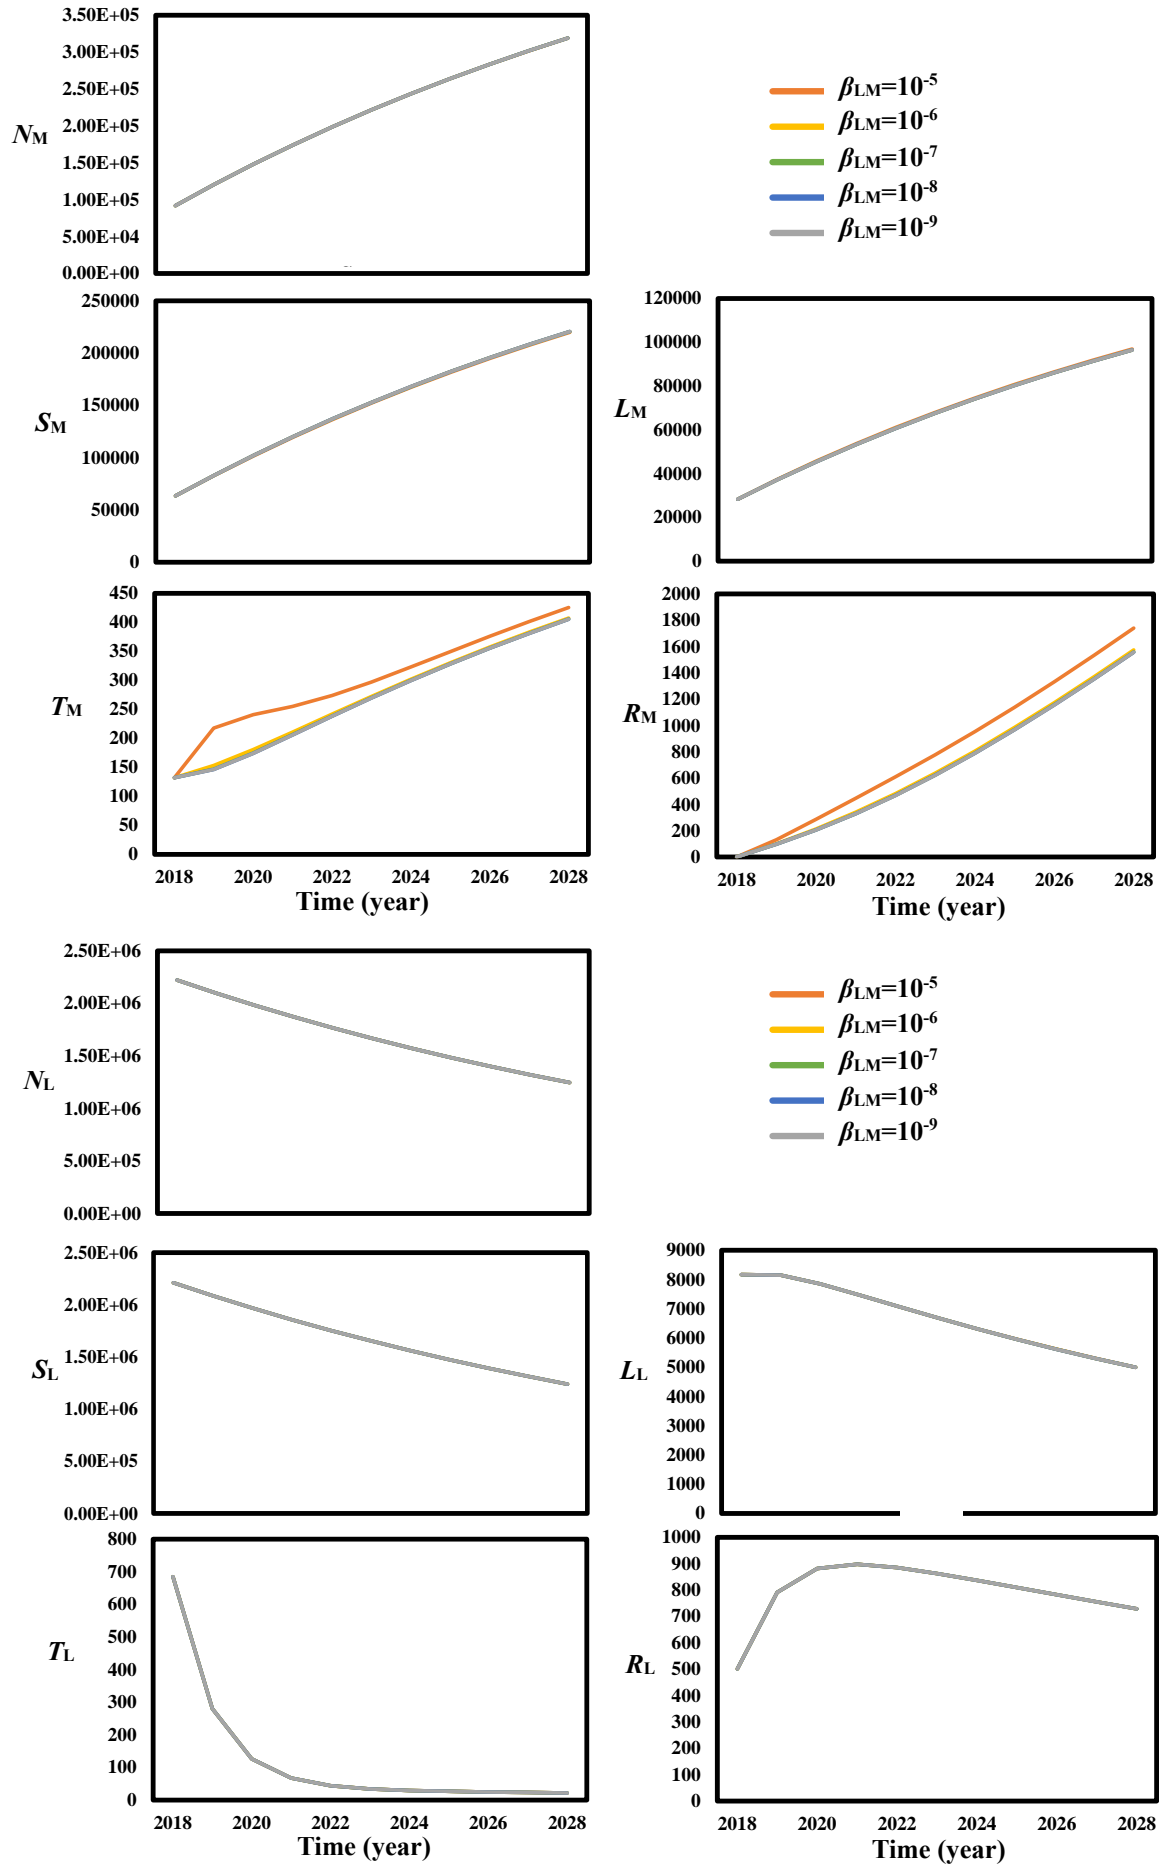 3.50E+05
3.00E+05
2.50E+05
2.00E+05
1.50E+05
1.00E+05
5.00E+04
0.00E+00
NM
βLM=10-5
βLM=10-6
βLM=10-7
βLM=10-8
βLM=10-9
250000
200000
150000
100000
50000
0
SM
120000
100000
80000
60000
40000
20000
0
LM
450
400
350
300
250
200
150
100
50
0
TM
2018 2020 2022 2024 2026 2028
Time (year)
2000
1800
1600
1400
1200
1000
800
600
400
200
0
RM
2018 2020 2022 2024 2026 2028
Time (year)
2.50E+06
2.00E+06
1.50E+06
1.00E+06
5.00E+05
0.00E+00
NL
βLM=10-5
βLM=10-6
βLM=10-7
βLM=10-8
βLM=10-9
2.50E+06
2.00E+06
1.50E+06
1.00E+06
5.00E+05
0.00E+00
SL
9000
8000
7000
6000
5000
4000
3000
2000
1000
0
LL
800
700
600
500
400
300
200
100
0
TL
2018 2020 2022 2024 2026 2028
Time (year)
1000
900
800
700
600
500
400
300
200
100
0
RL
2018 2020 2022 2024 2026 2028
Time (year)